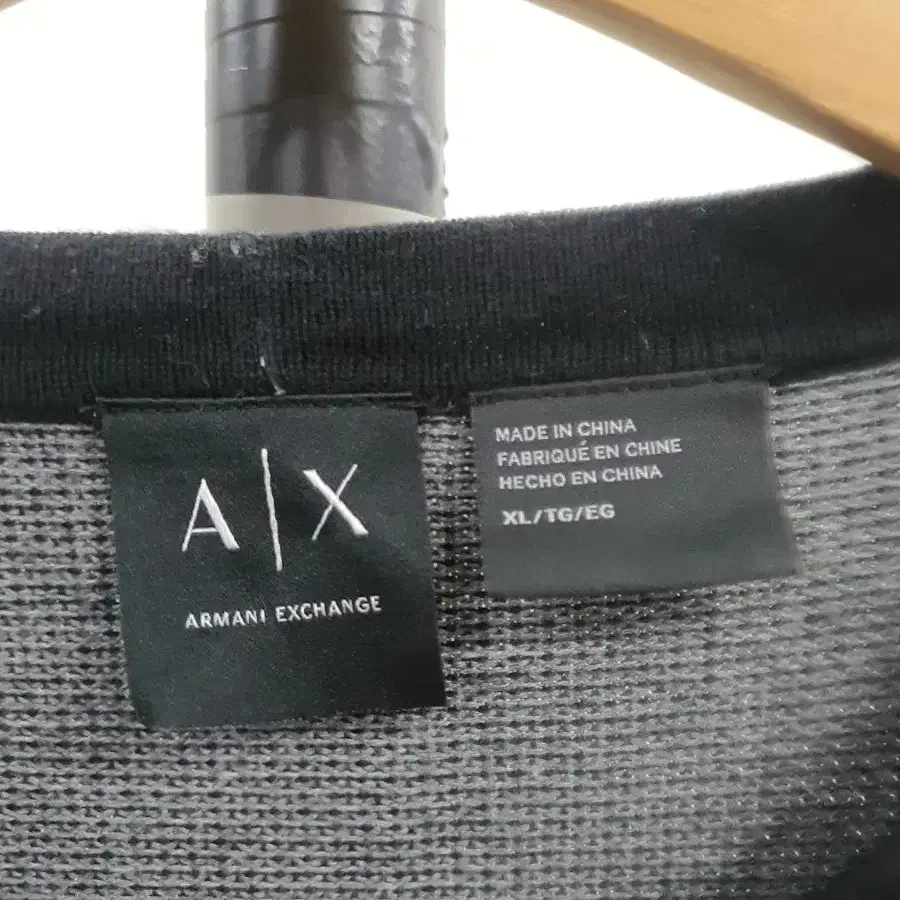 A|X
ARMANI EXCHANGE
MADE IN CHINA
FABRIQUÉ EN CHINE
HECHO EN CHINA
XL/TG/EG